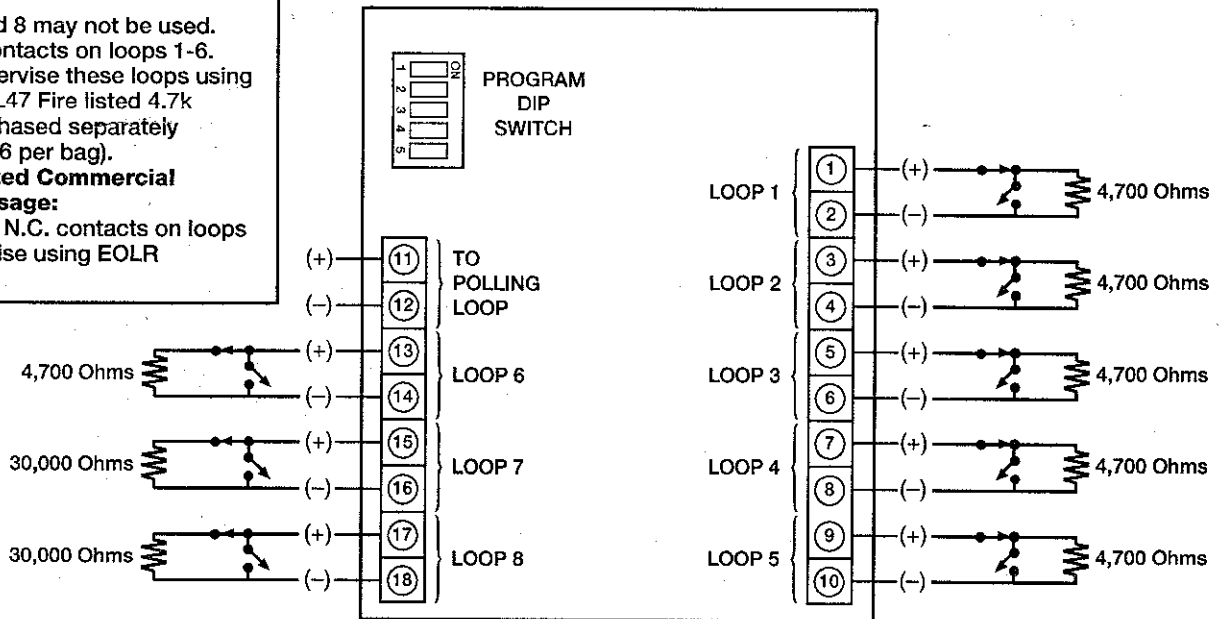 d 8 may not be used.
ontacts on loops 1-6.
ervise these loops using
L47 Fire listed 4.7k
hased separately
6 per bag).
ed Commercial
sage:
N.C. contacts on loops
ise using EOLR
ON
1
2
3
4
5
PROGRAM
DIP
SWITCH
(+) 11
(−) 12
TO
POLLING
LOOP
4,700 Ohms
(+) 13
(−) 14
LOOP 6
30,000 Ohms
(+) 15
(−) 16
LOOP 7
30,000 Ohms
(+) 17
(−) 18
LOOP 8
LOOP 1
1 (+)
2 (−)
4,700 Ohms
LOOP 2
3 (+)
4 (−)
4,700 Ohms
LOOP 3
5 (+)
6 (−)
4,700 Ohms
LOOP 4
7 (+)
8 (−)
4,700 Ohms
LOOP 5
9 (+)
10 (−)
4,700 Ohms